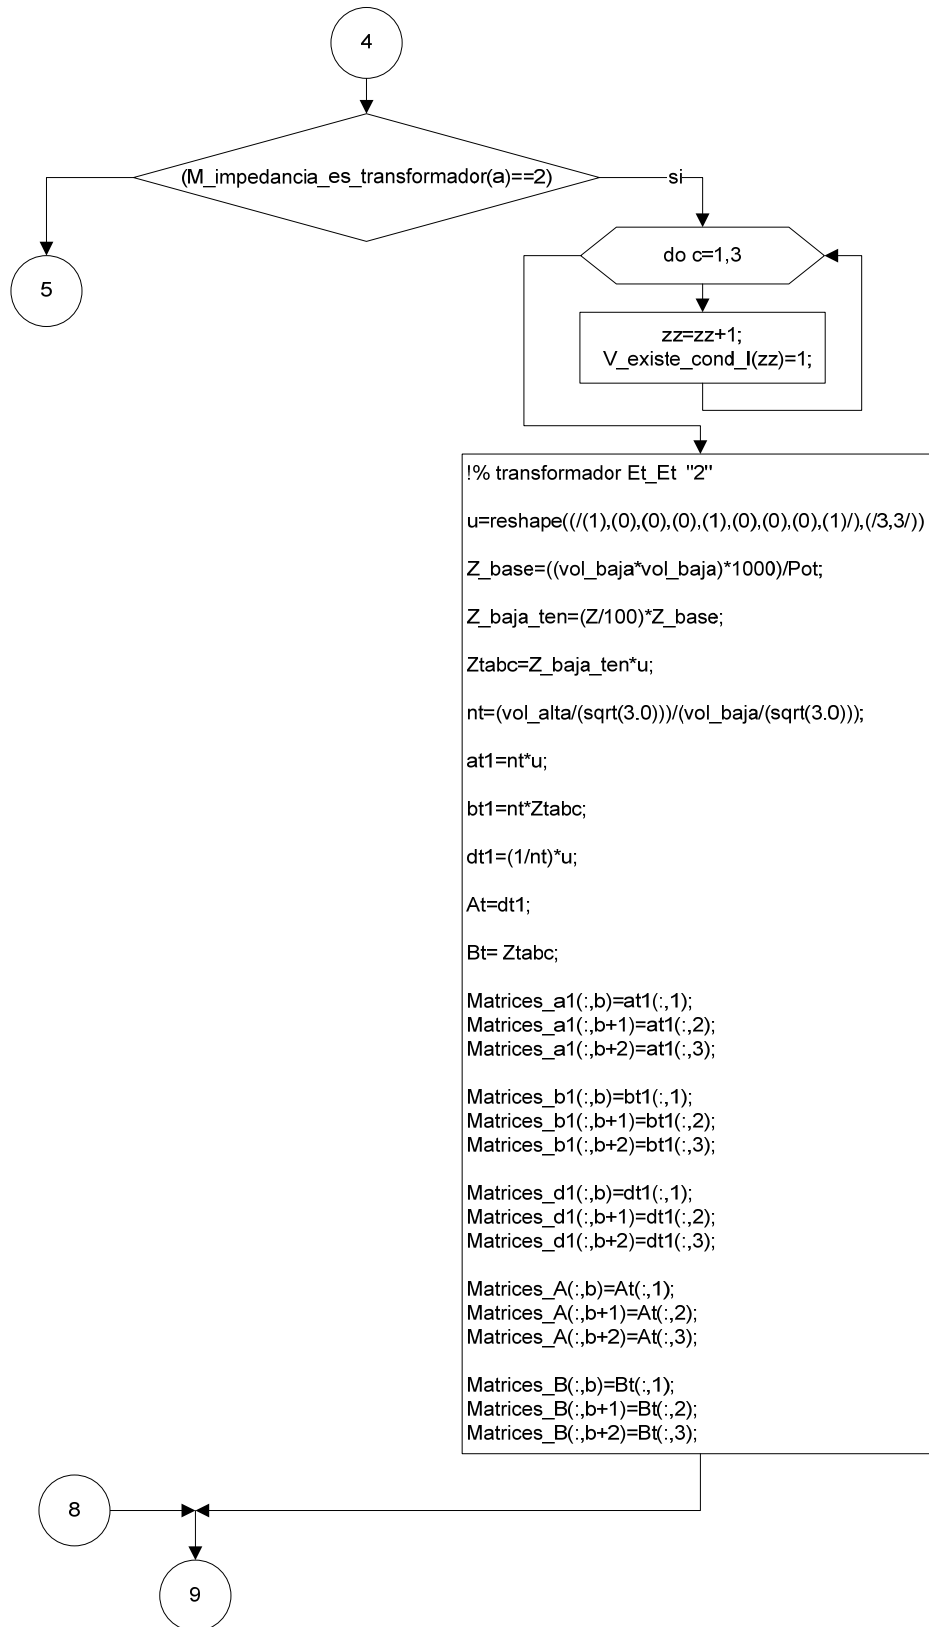 4
(M_impedancia_es_transformador(a)==2)
si
do c=1,3
5
zz=zz+1;
V_existe_cond_I(zz)=1;
!% transformador Et_Et "2"
u=reshape((/(1),(0),(0),(0),(1),(0),(0),(0),(1)/),(/3,3/))
Z_base=((vol_baja*vol_baja)*1000)/Pot;
Z_baja_ten=(Z/100)*Z_base;
Ztabc=Z_baja_ten*u;
nt=(vol_alta/(sqrt(3.0)))/(vol_baja/(sqrt(3.0)));
at1=nt*u;
bt1=nt*Ztabc;
dt1=(1/nt)*u;
At=dt1;
Bt= Ztabc;
Matrices_a1(:,b)=at1(:,1);
Matrices_a1(:,b+1)=at1(:,2);
Matrices_a1(:,b+2)=at1(:,3);
Matrices_b1(:,b)=bt1(:,1);
Matrices_b1(:,b+1)=bt1(:,2);
Matrices_b1(:,b+2)=bt1(:,3);
Matrices_d1(:,b)=dt1(:,1);
Matrices_d1(:,b+1)=dt1(:,2);
Matrices_d1(:,b+2)=dt1(:,3);
Matrices_A(:,b)=At(:,1);
Matrices_A(:,b+1)=At(:,2);
Matrices_A(:,b+2)=At(:,3);
Matrices_B(:,b)=Bt(:,1);
Matrices_B(:,b+1)=Bt(:,2);
Matrices_B(:,b+2)=Bt(:,3);
8
9